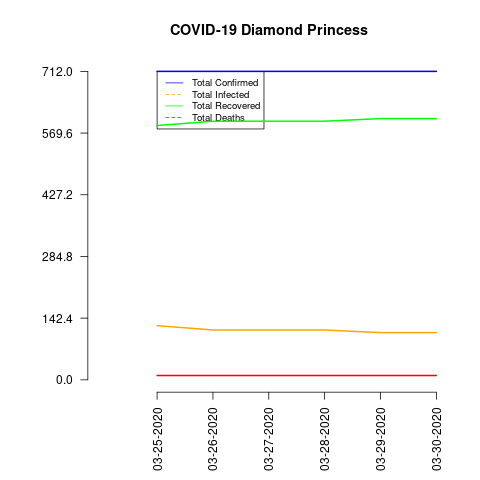 COVID-19 Diamond Princess
712.0
569.6
427.2
284.8
142.4
0.0
Total Confirmed
Total Infected
Total Recovered
Total Deaths
03-25-2020
03-26-2020
03-27-2020
03-28-2020
03-29-2020
03-30-2020